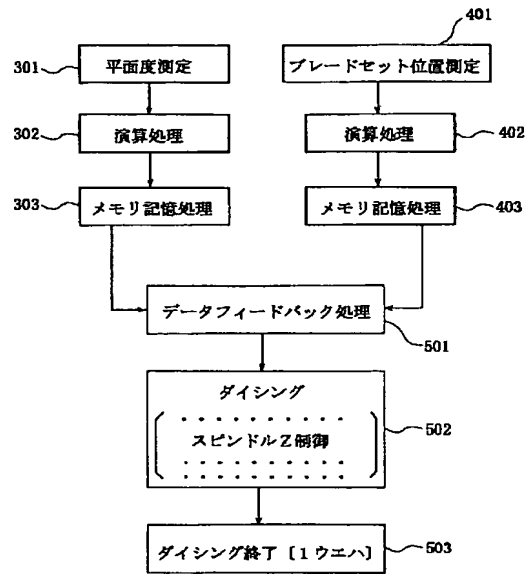 401
301
平面度測定
ブレードセット位置測定
302
演算処理
演算処理
402
303
メモリ記憶処理
メモリ記憶処理
403
データフィードバック処理
501
ダイシング
スピンドルZ制御
502
ダイシング終了〔1ウエハ〕
503